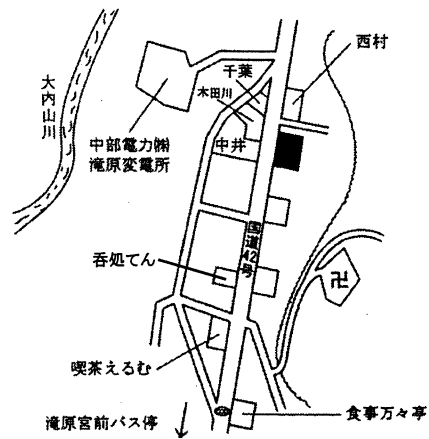 西村
千葉
木田川
大内山川
中部電力㈱
滝原変電所
中井
国道42号
呑処てん
卍
喫茶えるむ
滝原宮前バス停
食事万々亭